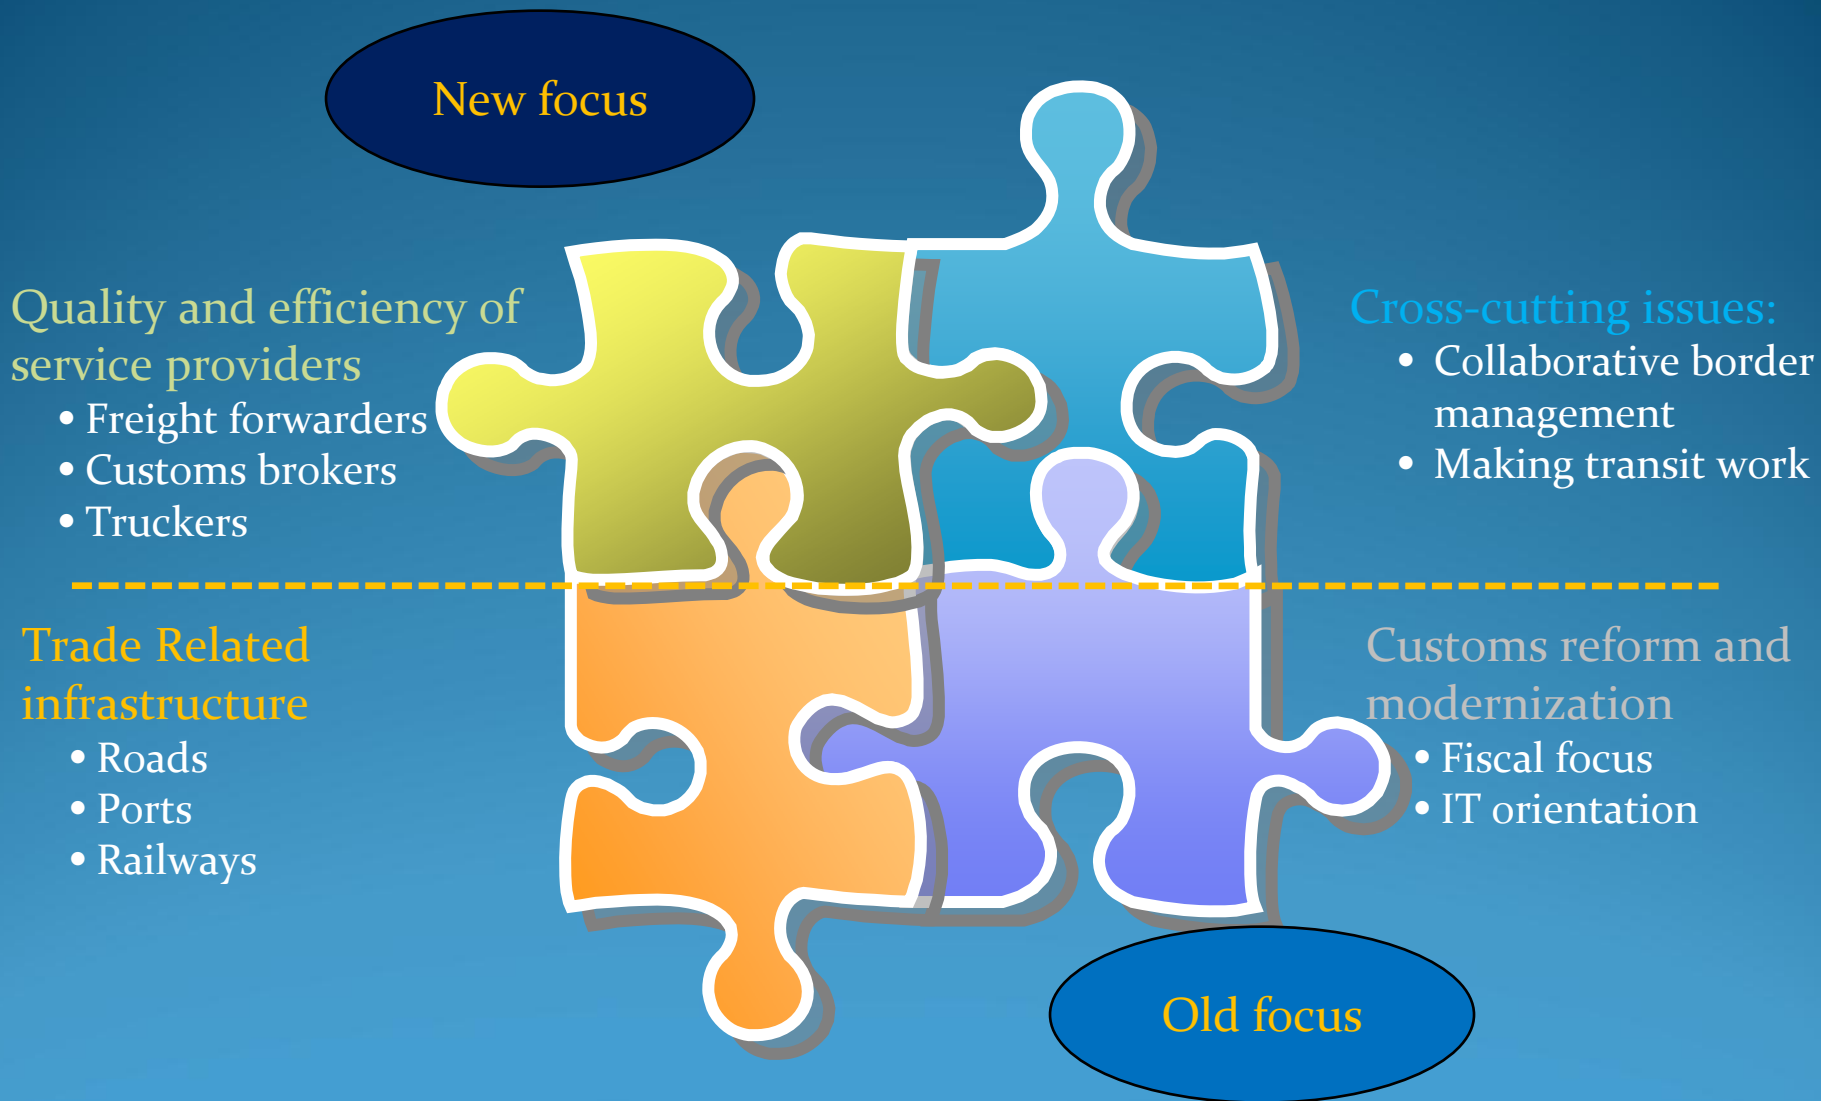 New focus
Quality and efficiency of
service providers
• Freight forwarders
• Customs brokers
• Truckers
Cross-cutting issues:
• Collaborative border
management
• Making transit work
Trade Related
infrastructure
• Roads
• Ports
• Railways
Customs reform and
modernization
• Fiscal focus
• IT orientation
Old focus